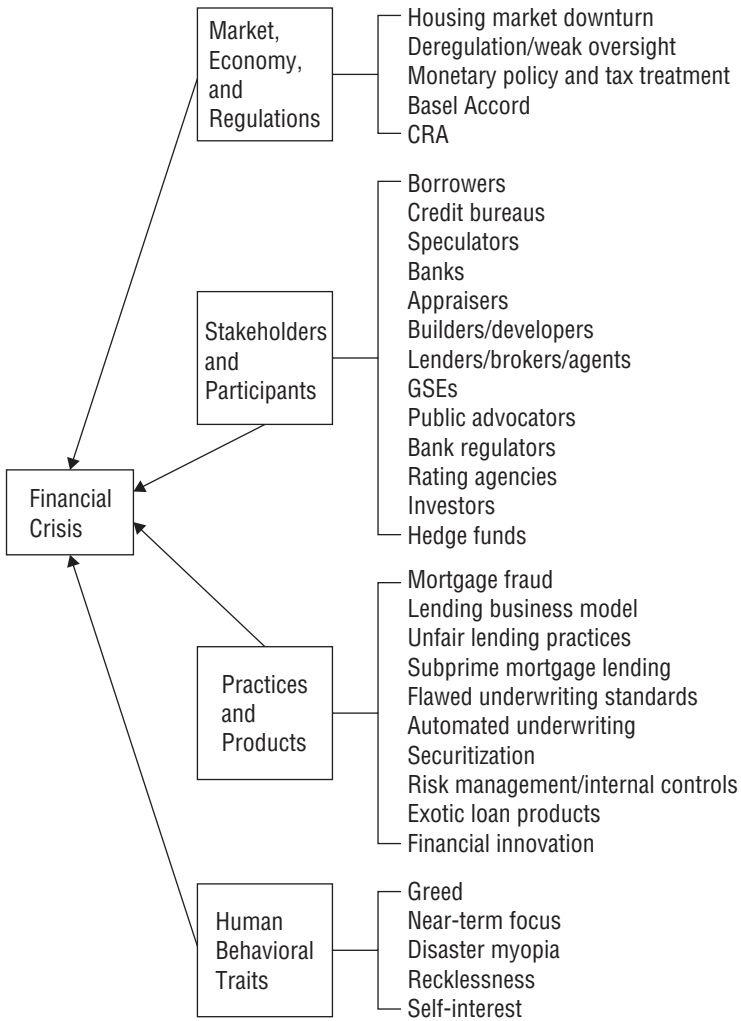 Market,
Economy,
and
Regulations
Housing market downturn
Deregulation/weak oversight
Monetary policy and tax treatment
Basel Accord
CRA
Stakeholders
and
Participants
Borrowers
Credit bureaus
Speculators
Banks
Appraisers
Builders/developers
Lenders/brokers/agents
GSEs
Public advocators
Bank regulators
Rating agencies
Investors
Hedge funds
Financial
Crisis
Practices
and
Products
Mortgage fraud
Lending business model
Unfair lending practices
Subprime mortgage lending
Flawed underwriting standards
Automated underwriting
Securitization
Risk management/internal controls
Exotic loan products
Financial innovation
Human
Behavioral
Traits
Greed
Near-term focus
Disaster myopia
Recklessness
Self-interest